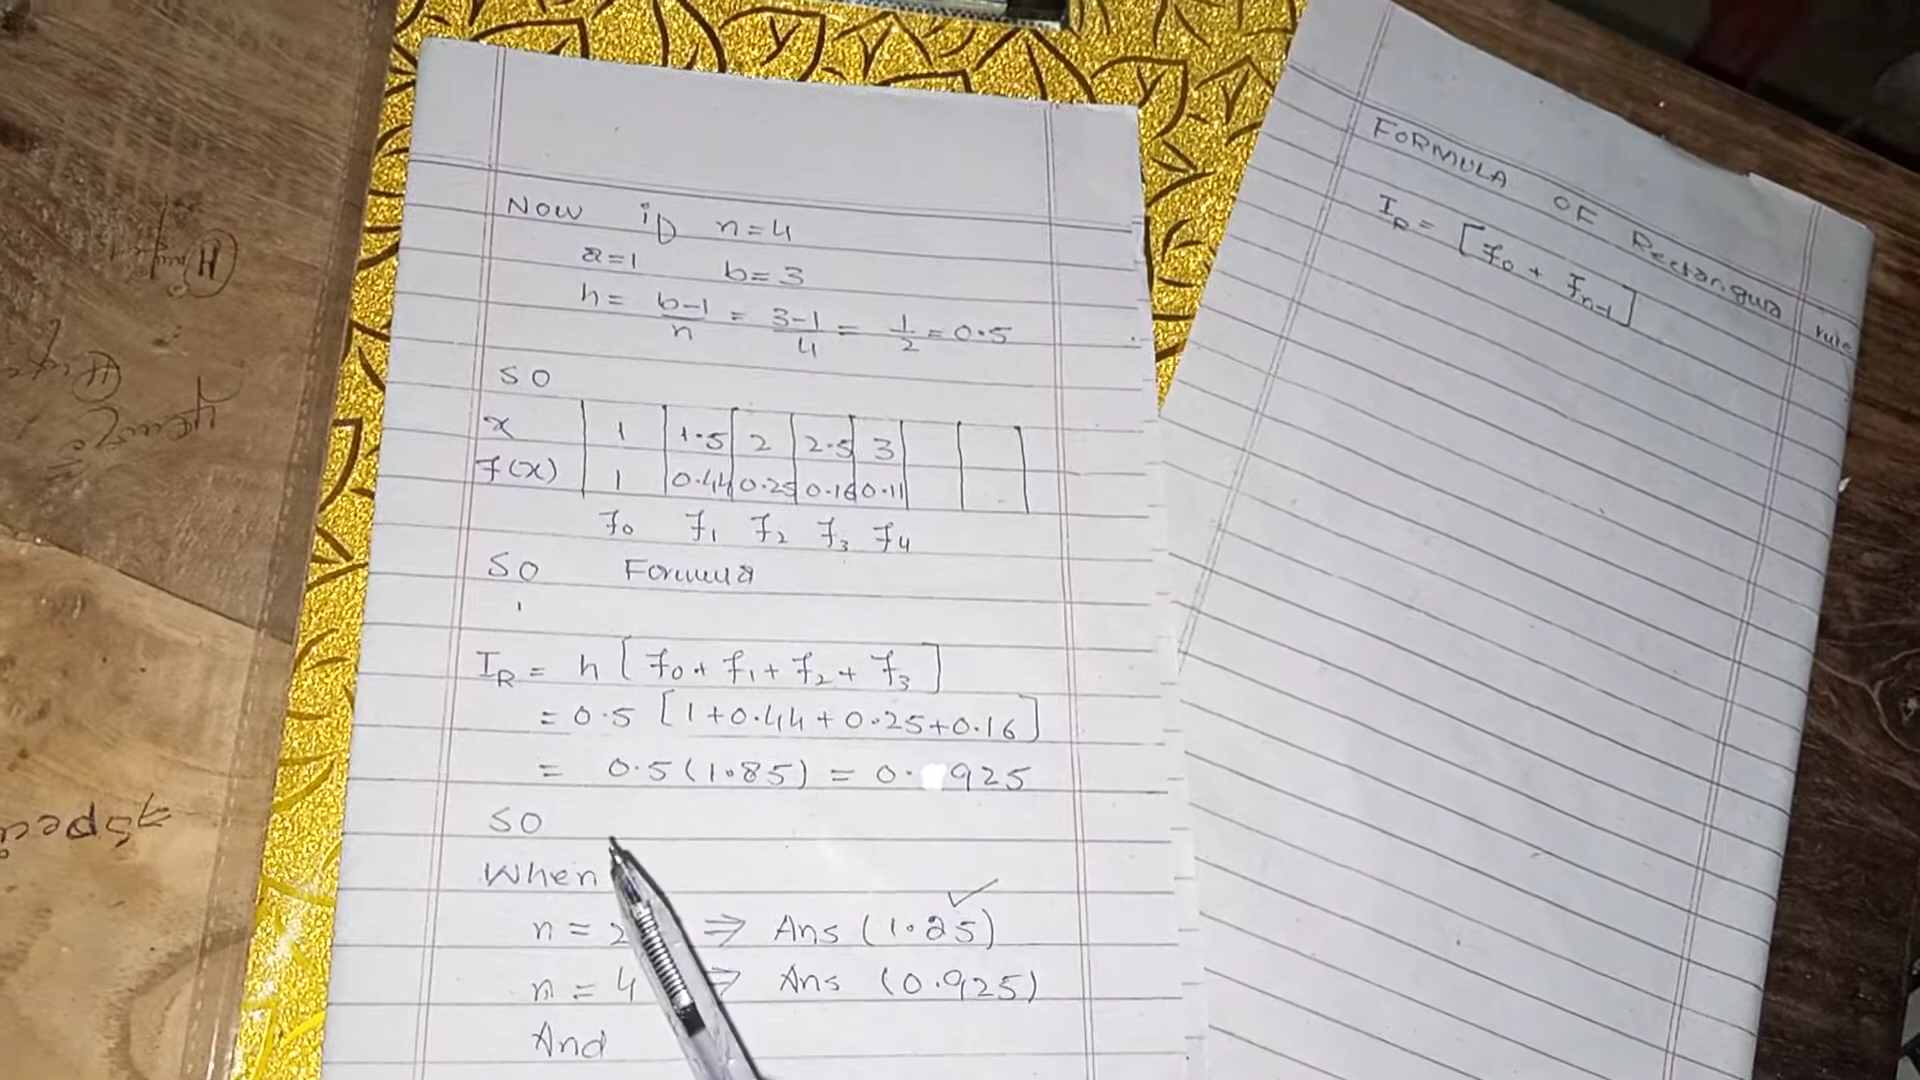 Now if n=4
a=1 b=3
h= b-1/n = 3-1/4 = 1/2 = 0.5
SO
x 1 1.5 2 2.5 3
f(x) 1 0.44 0.25 0.16 0.11
f0 f1 f2 f3 f4
SO Formula
IR = h [f0+ f1+ f2+ f3]
= 0.5 [1+0.44+0.25+0.16]
= 0.5(1.85) = 0.925
SO
When
n = 2 ⇒ Ans (1.25) ✓
n = 4 ⇒ Ans (0.925)
And
FORMULA OF Rectangua rule
IR = [f0 + fn-1]